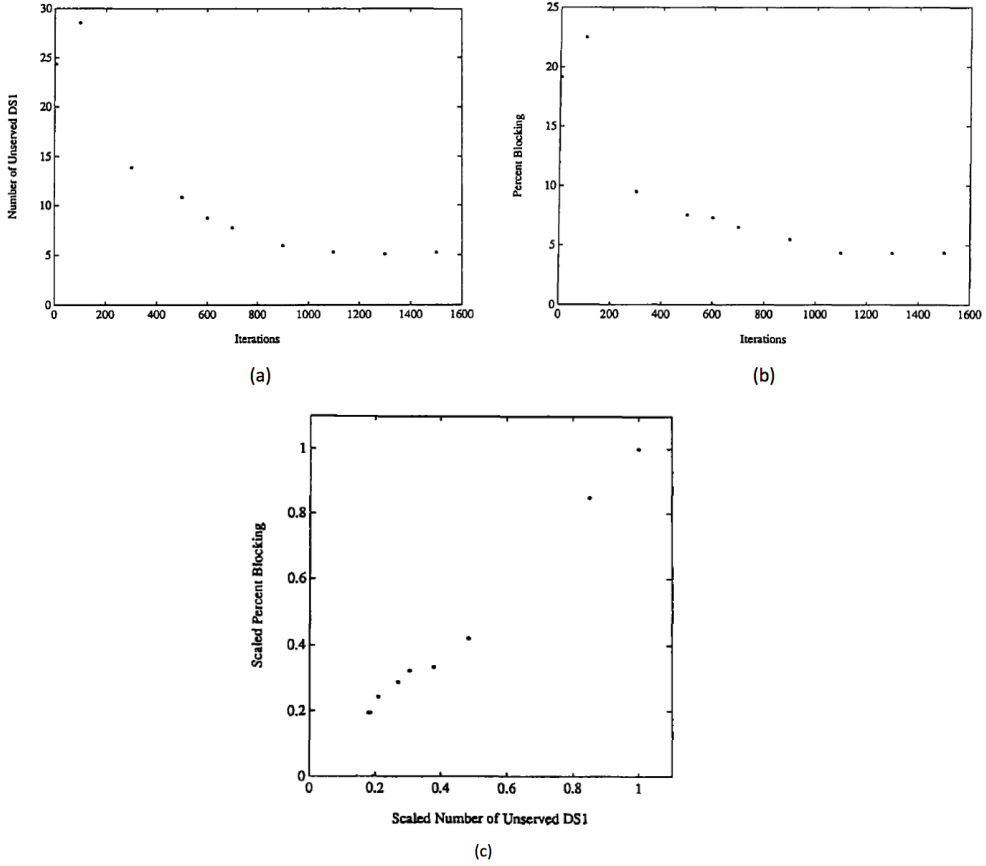 30
25
20
15
10
5
0
Number of Unserved DS1
0 200 400 600 800 1000 1200 1400 1600
Iterations
(a)
25
20
15
10
5
0
Percent Blocking
0 200 400 600 800 1000 1200 1400 1600
Iterations
(b)
1
0.8
0.6
0.4
0.2
0
Scaled Percent Blocking
0 0.2 0.4 0.6 0.8 1
Scaled Number of Unserved DS1
(c)